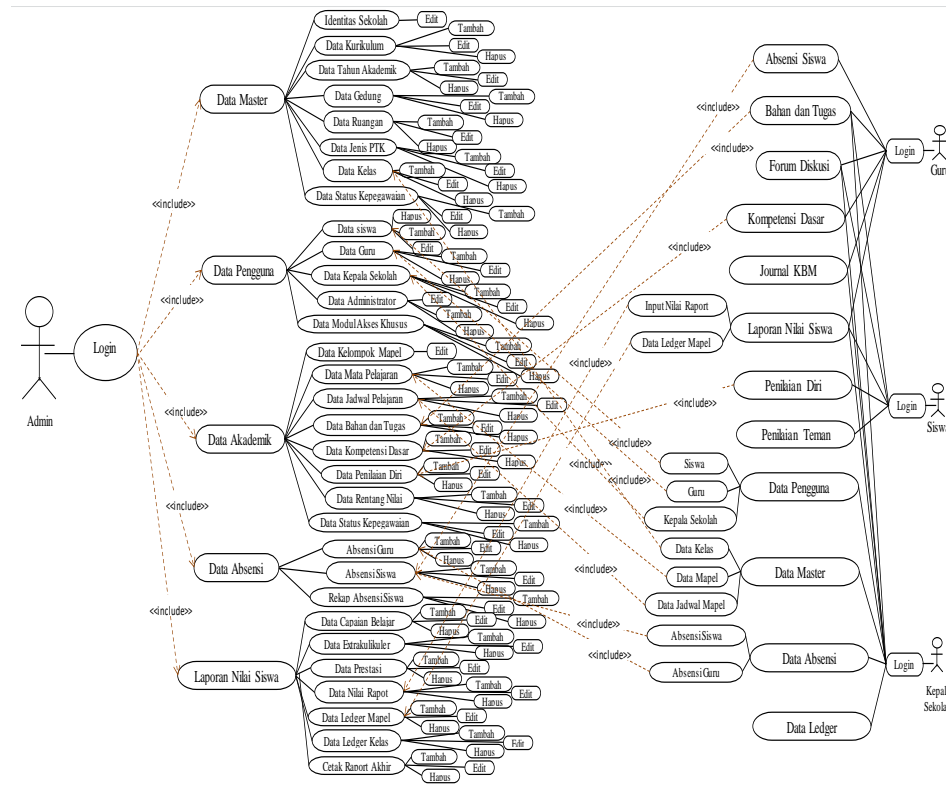 Identitas Sekolah
Edit
Tambah
Data Kurikulum
Edit
Hapus
Data Tahun Akademik
Tambah
Edit
Hapus
Data Master
Data Gedung
Tambah
Edit
Hapus
Data Ruangan
Tambah
Edit
Hapus
Data Jenis PTK
Tambah
Edit
Hapus
Data Kelas
Tambah
Edit
Hapus
Data Status Kepegawaian
Tambah
Edit
Hapus
<<include>>
Data Pengguna
Data siswa
Hapus
Edit
Tambah
Data Guru
Edit
Tambah
Hapus
Data Kepala Sekolah
Edit
Tambah
Hapus
Data Administrator
Edit
Tambah
Hapus
Data Modul Akses Khusus
Tambah
Edit
Hapus
<<include>>
Login
Admin
Data Kelompok Mapel
Edit
Data Mata Pelajaran
Tambah
Edit
Hapus
Data Jadwal Pelajaran
Tambah
Edit
Hapus
<<include>>
Data Akademik
Data Bahan dan Tugas
Tambah
Edit
Hapus
Data Kompetensi Dasar
Tambah
Edit
Hapus
Data Penilaian Diri
Tambah
Edit
Hapus
Data Rentang Nilai
Tambah
Edit
Hapus
Data Status Kepegawaian
Tambah
Edit
Hapus
<<include>>
Data Absensi
Absensi Guru
Tambah
Edit
Hapus
Absensi Siswa
Tambah
Edit
Hapus
Rekap Absensi Siswa
Tambah
Edit
Hapus
<<include>>
Laporan Nilai Siswa
Data Capaian Belajar
Tambah
Edit
Hapus
Data Extrakulikuler
Tambah
Edit
Hapus
Data Prestasi
Tambah
Edit
Hapus
Data Nilai Rapot
Tambah
Edit
Hapus
Data Ledger Mapel
Tambah
Edit
Hapus
Data Ledger Kelas
Tambah
Edit
Hapus
Cetak Raport Akhir
Tambah
Edit
Hapus
Absensi Siswa
<<include>>
Bahan dan Tugas
<<include>>
Forum Diskusi
Login
Guru
Kompetensi Dasar
<<include>>
Journal KBM
Input Nilai Raport
Laporan Nilai Siswa
Data Ledger Mapel
<<include>>
Penilaian Diri
<<include>>
Login
Siswa
Penilaian Teman
<<include>>
<<include>>
Siswa
Guru
Kepala Sekolah
Data Pengguna
<<include>>
Data Kelas
Data Mapel
Data Jadwal Mapel
Data Master
<<include>>
Absensi Siswa
<<include>>
Absensi Guru
Data Absensi
Login
Kepala
Sekolah
Data Ledger